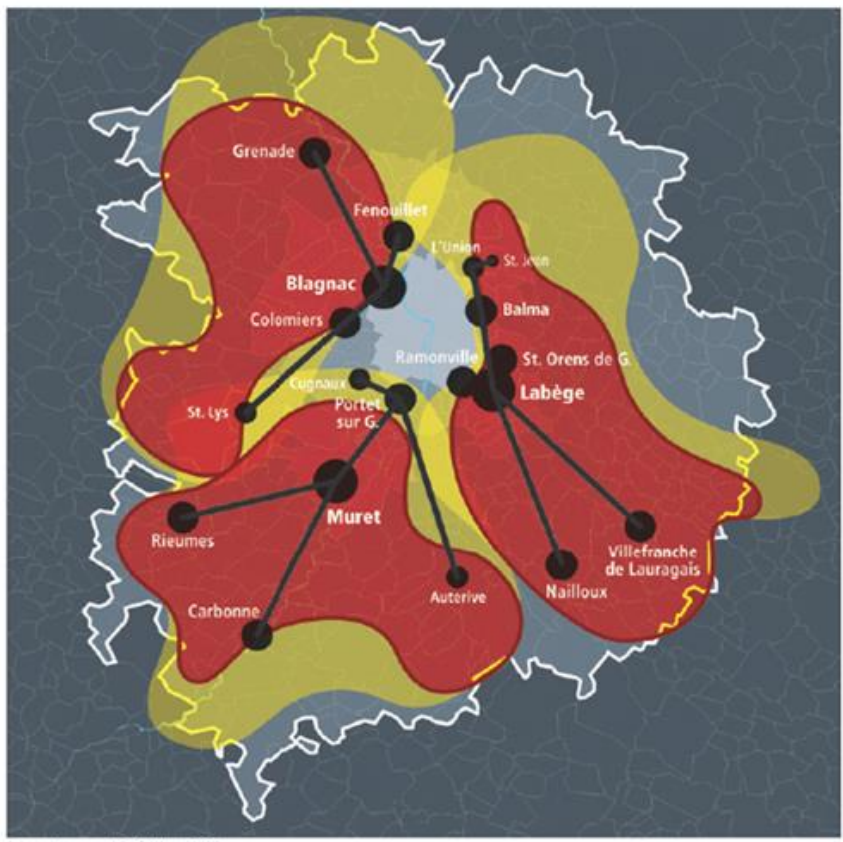 Grenade
Fenouillet
L'Union
St. Jean
Blagnac
Balma
Colomiers
Ramonville
St. Orens de G.
Cugnaux
Labège
Portet
sur G.
St. Lys
Muret
Rieumes
Villefranche
de Lauragais
Nailloux
Auterive
Carbonne